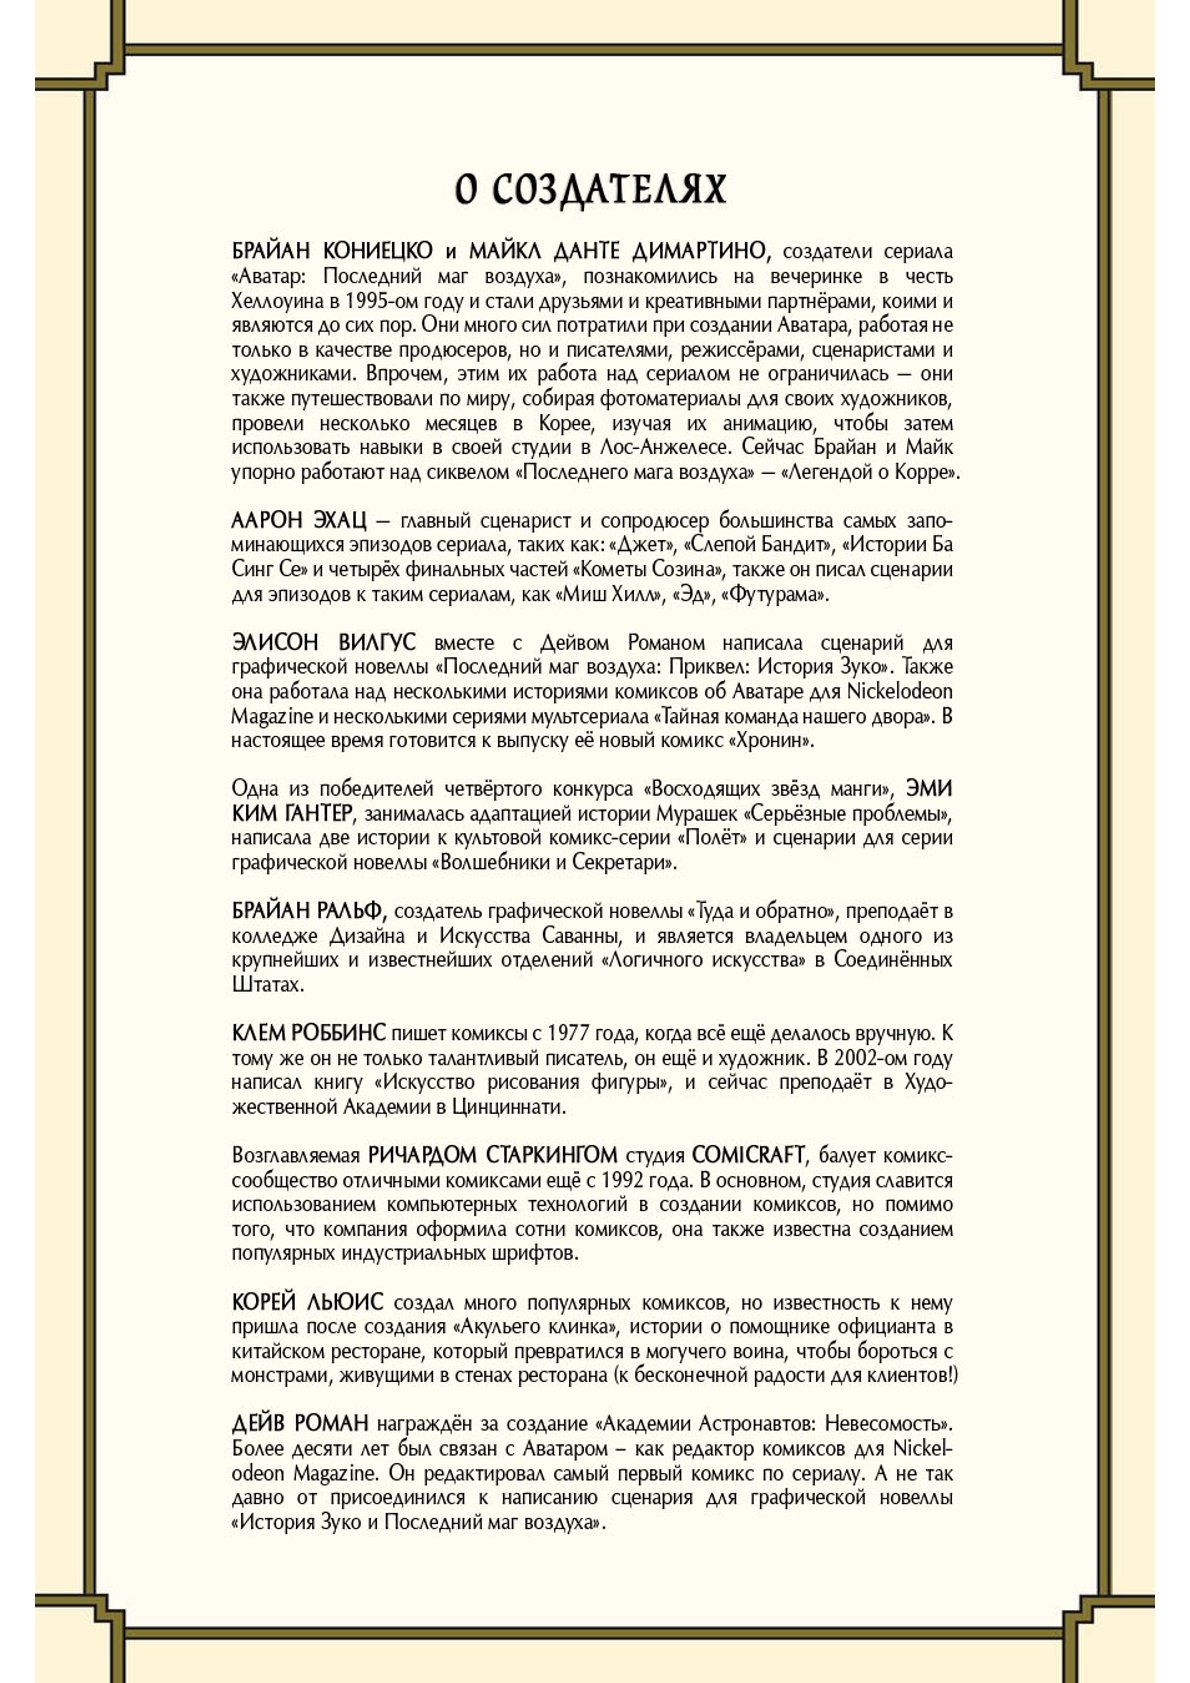 О СОЗДАТЕЛЯХ
БРАЙАН КОНИЕЦКО и МАЙКЛ ДАНТЕ ДИМАРТИНО, создатели сериала
«Аватар: Последний маг воздуха», познакомились на вечеринке в честь
Хеллоуина в 1995-ом году и стали друзьями и креативными партнёрами, коими и
являются до сих пор. Они много сил потратили при создании Аватара, работая не
только в качестве продюсеров, но и писателями, режиссёрами, сценаристами и
художниками. Впрочем, этим их работа над сериалом не ограничилась — они
также путешествовали по миру, собирая фотоматериалы для своих художников,
провели несколько месяцев в Корее, изучая их анимацию, чтобы затем
использовать навыки в своей студии в Лос-Анжелесе. Сейчас Брайан и Майк
упорно работают над сиквелом «Последнего мага воздуха» — «Легендой о Корре».
ААРОН ЭХАЦ — главный сценарист и сопродюсер большинства самых запо-
минающихся эпизодов сериала, таких как: «Джет», «Слепой Бандит», «Истории Ба
Синг Се» и четырёх финальных частей «Кометы Созина», также он писал сценарии
для эпизодов к таким сериалам, как «Миш Хилл», «Эд», «Футурама».
ЭЛИСОН ВИЛГУС вместе с Дейвом Романом написала сценарий для
графической новеллы «Последний маг воздуха: Приквел: История Зуко». Также
она работала над несколькими историями комиксов об Аватаре для Nickelodeon
Magazine и несколькими сериями мультсериала «Тайная команда нашего двора». В
настоящее время готовится к выпуску её новый комикс «Хронин».
Одна из победителей четвёртого конкурса «Восходящих звёзд манги», ЭМИ
КИМ ГАНТЕР, занималась адаптацией истории Мурашек «Серьёзные проблемы»,
написала две истории к культовой комикс-серии «Полёт» и сценарии для серии
графической новеллы «Волшебники и Секретари».
БРАЙАН РАЛЬФ, создатель графической новеллы «Туда и обратно», преподаёт в
колледже Дизайна и Искусства Саванны, и является владельцем одного из
крупнейших и известнейших отделений «Логичного искусства» в Соединённых
Штатах.
КЛЕМ РОББИНС пишет комиксы с 1977 года, когда всё ещё делалось вручную. К
тому же он не только талантливый писатель, он ещё и художник. В 2002-ом году
написал книгу «Искусство рисования фигуры», и сейчас преподаёт в Худо-
жественной Академии в Цинциннати.
Возглавляемая РИЧАРДОМ СТАРКИНГОМ студия COMICRAFT, балует комикс-
сообщество отличными комиксами ещё с 1992 года. В основном, студия славится
использованием компьютерных технологий в создании комиксов, но помимо
того, что компания оформила сотни комиксов, она также известна созданием
популярных индустриальных шрифтов.
КОРЕЙ ЛЬЮИС создал много популярных комиксов, но известность к нему
пришла после создания «Акульего клинка», истории о помощнике официанта в
китайском ресторане, который превратился в могучего воина, чтобы бороться с
монстрами, живущими в стенах ресторана (к бесконечной радости для клиентов!)
ДЕЙВ РОМАН награждён за создание «Академии Астронавтов: Невесомость».
Более десяти лет был связан с Аватаром – как редактор комиксов для Nickel-
odeon Magazine. Он редактировал самый первый комикс по сериалу. А не так
давно от присоединился к написанию сценария для графической новеллы
«История Зуко и Последний маг воздуха».